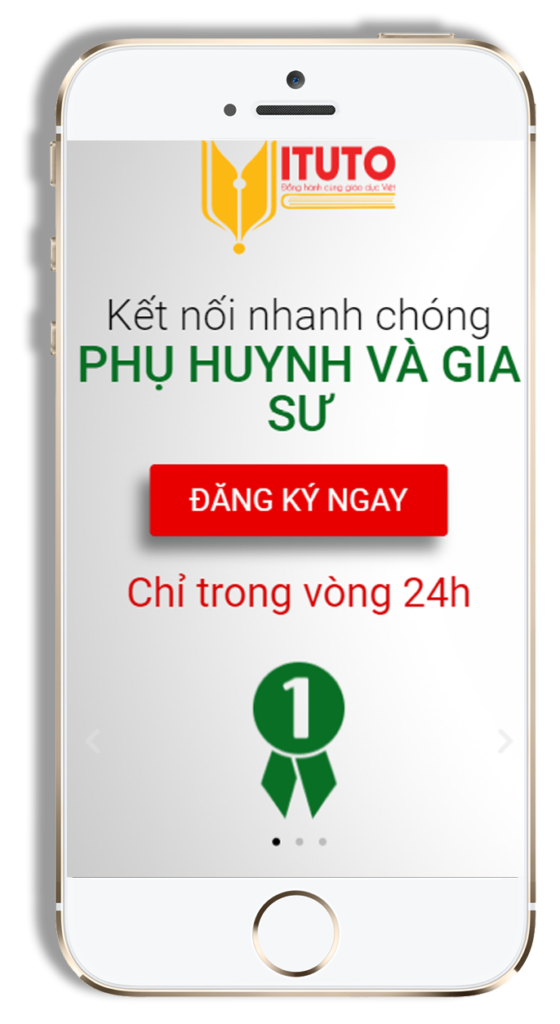 ITUTO
Đồng hành cùng giáo dục Việt
Kết nối nhanh chóng
PHỤ HUYNH VÀ GIA
SƯ
ĐĂNG KÝ NGAY
Chỉ trong vòng 24h
1